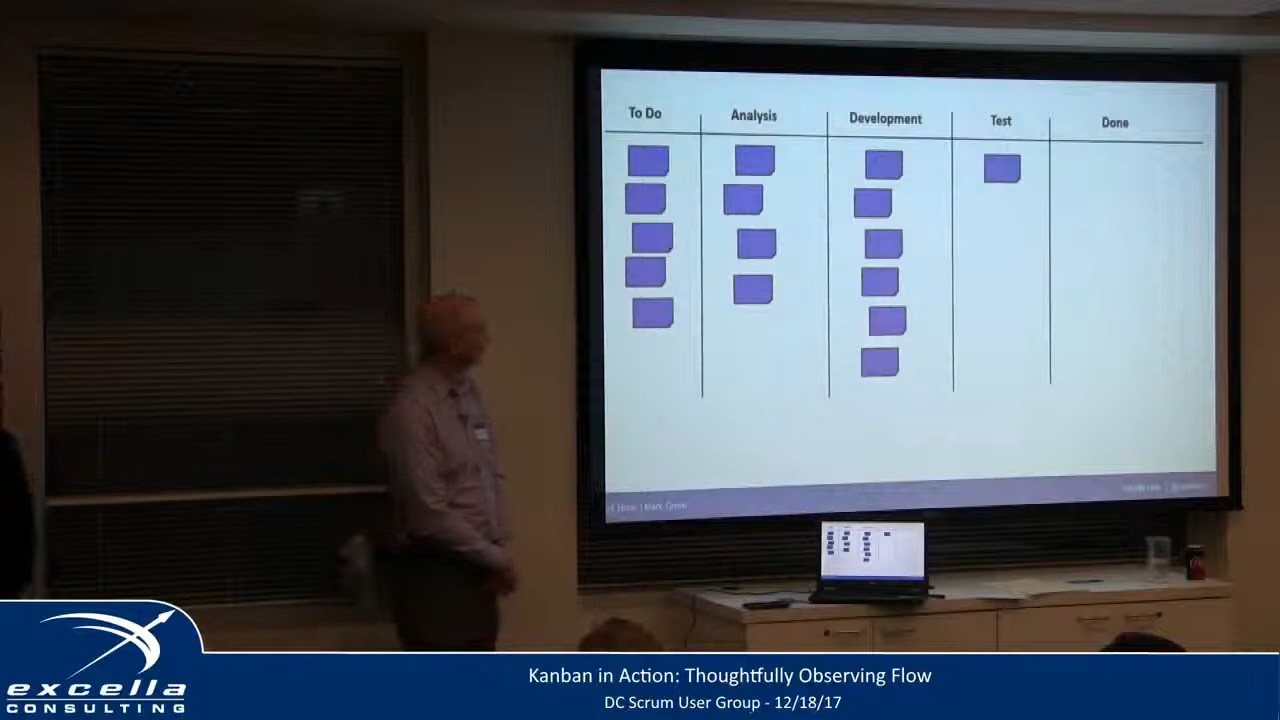 To Do
Analysis
Development
Test
Done
excella
CONSULTING
Kanban in Action: Thoughtfully Observing Flow
DC Scrum User Group - 12/18/17